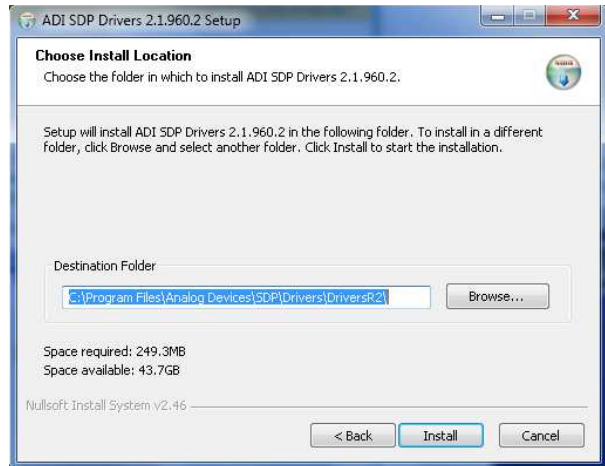 ADI SDP Drivers 2.1.960.2 Setup
Choose Install Location
Choose the folder in which to install ADI SDP Drivers 2.1.960.2.
Setup will install ADI SDP Drivers 2.1.960.2 in the following folder. To install in a different
folder, click Browse and select another folder. Click Install to start the installation.
Destination Folder
C:\Program Files\Analog Devices\SDP\Drivers\DriversR2\
Browse...
Space required: 249.3MB
Space available: 43.7GB
Nullsoft Install System v2.46
< Back
Install
Cancel